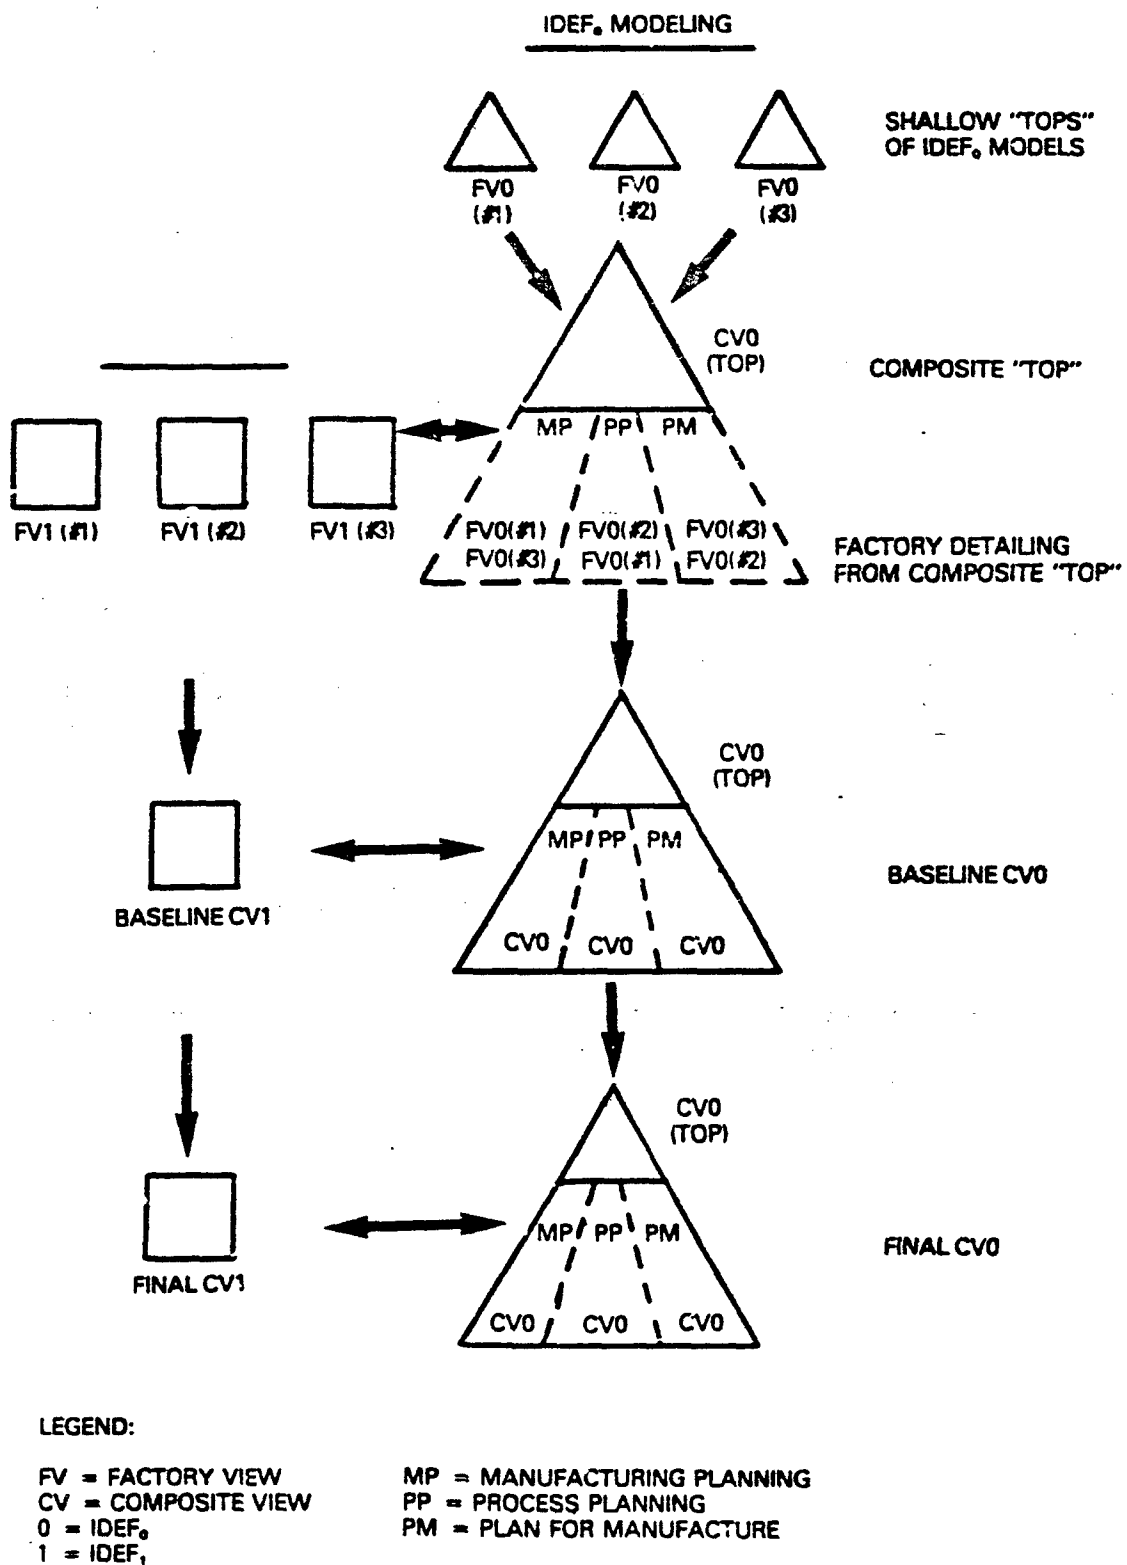 IDEF₀ MODELING
SHALLOW "TOPS"
OF IDEF₀ MODELS
FV0
(#1)
FV0
(#2)
FV0
(#3)
CV0
(TOP)
COMPOSITE "TOP"
MP PP PM
FV1 (#1) FV1 (#2) FV1 (#3)
FV0(#1) FV0(#2) FV0(#3)
FV0(#3) FV0(#1) FV0(#2)
FACTORY DETAILING
FROM COMPOSITE "TOP"
CV0
(TOP)
MP PP PM
BASELINE CV1
BASELINE CV0
CV0 CV0 CV0
CV0
(TOP)
MP PP PM
FINAL CV0
FINAL CV1
CV0 CV0 CV0
LEGEND:
FV = FACTORY VIEW
CV = COMPOSITE VIEW
0 = IDEF₀
1 = IDEF₁
MP = MANUFACTURING PLANNING
PP = PROCESS PLANNING
PM = PLAN FOR MANUFACTURE